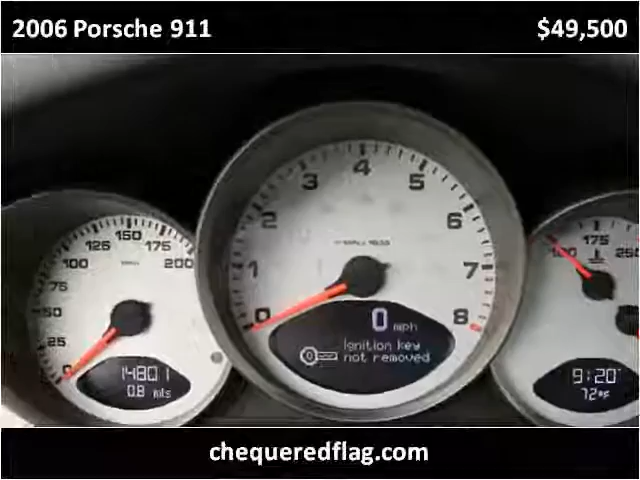 2006 Porsche 911 $49,500
0 25 50 75 100 125 150 175 200
14801
0.8 mls
0 1 2 3 4 5 6 7 8
0 mph
Ignition key
not removed
175 250
9:20
72°F
chequeredflag.com